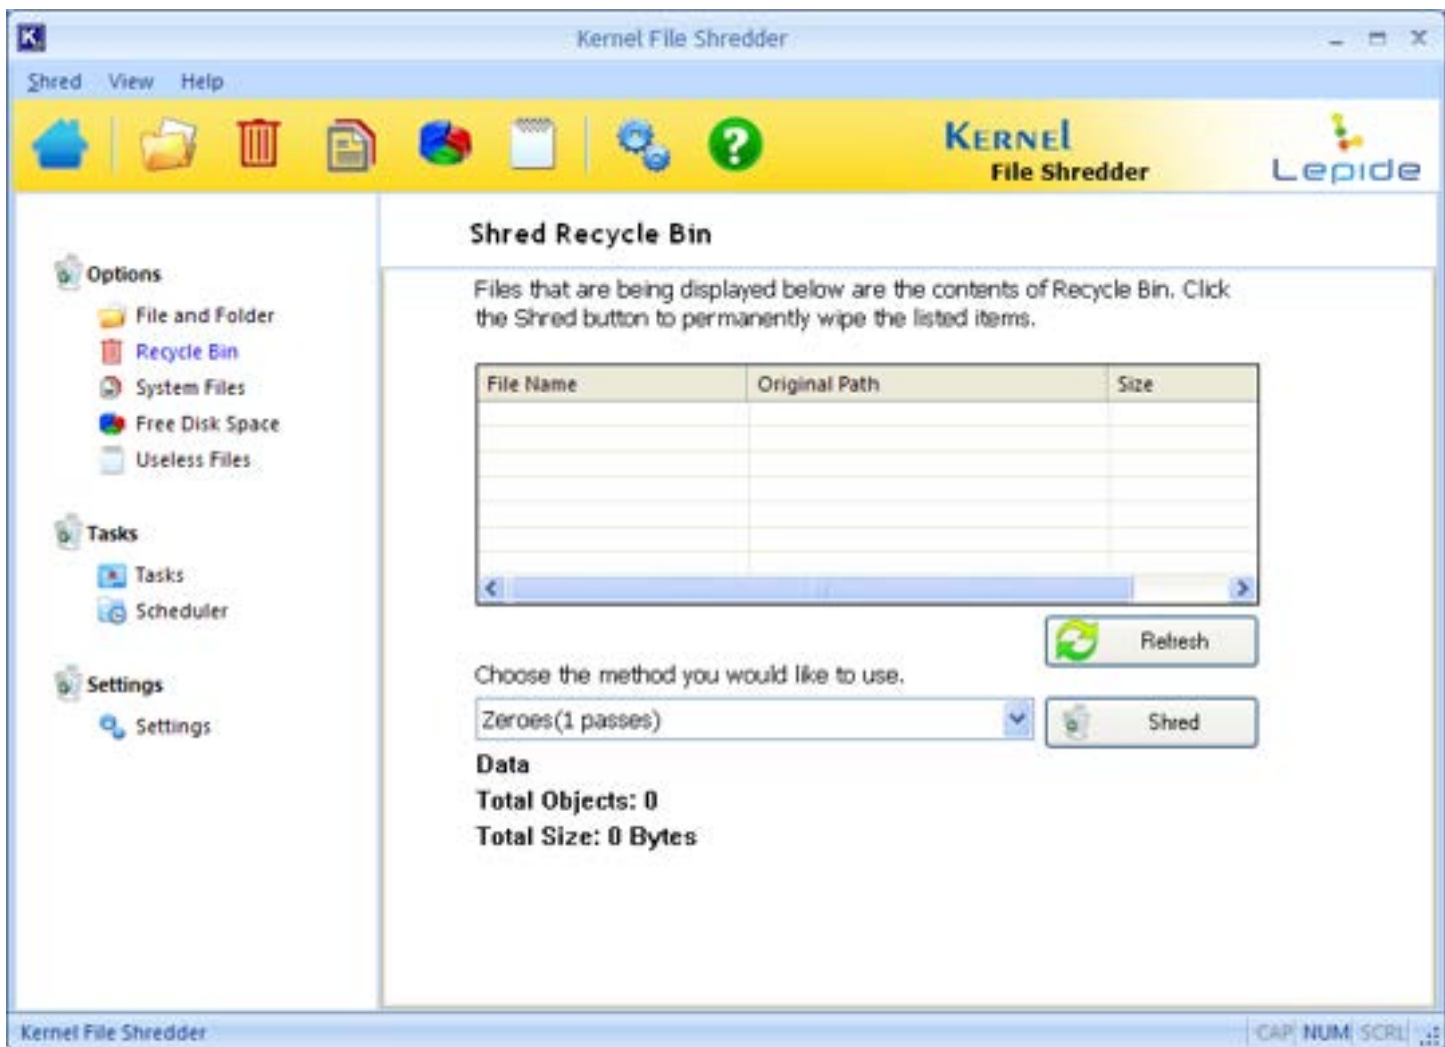 Kernel File Shredder
Shred View Help
KERNEL
File Shredder
Lepide
Shred Recycle Bin
Options
File and Folder
Recycle Bin
System Files
Free Disk Space
Useless Files
Tasks
Tasks
Scheduler
Settings
Settings
Files that are being displayed below are the contents of Recycle Bin. Click
the Shred button to permanently wipe the listed items.
File Name Original Path Size
Refresh
Choose the method you would like to use.
Zeroes(1 passes)
Shred
Data
Total Objects: 0
Total Size: 0 Bytes
Kernel File Shredder
CAP NUM SCRL